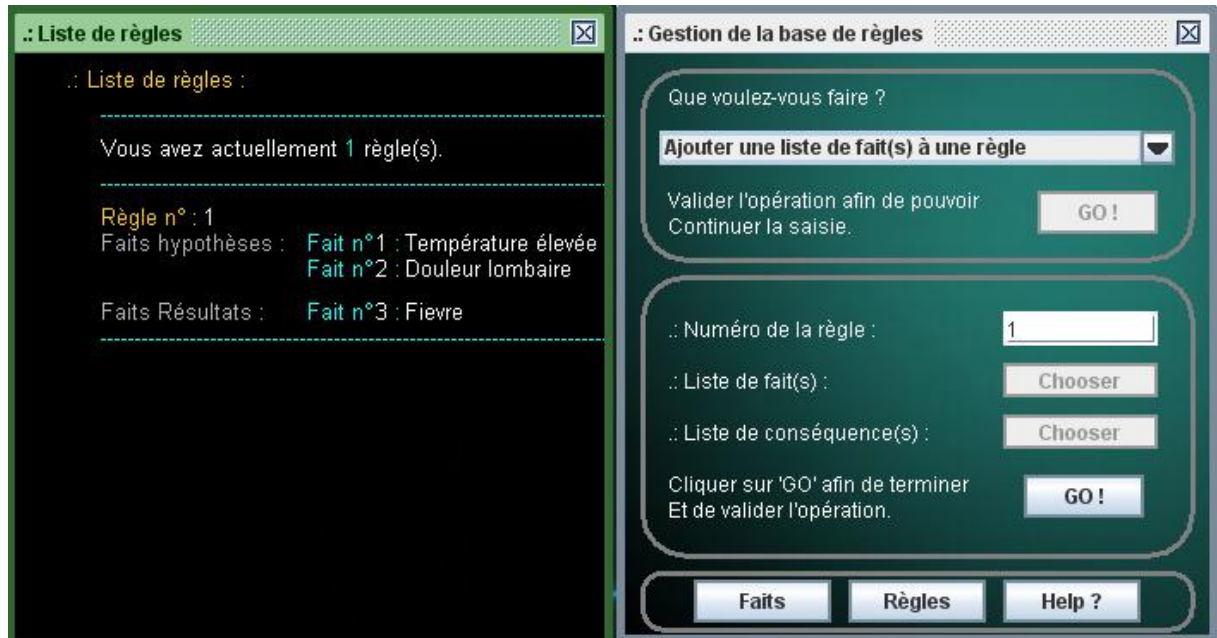 .: Liste de règles
.: Liste de règles :
Vous avez actuellement 1 règle(s).
Règle n° : 1
Faits hypothèses : Fait n°1 : Température élevée
Fait n°2 : Douleur lombaire
Faits Résultats : Fait n°3 : Fievre
.: Gestion de la base de règles
Que voulez-vous faire ?
Ajouter une liste de fait(s) à une règle
Valider l'opération afin de pouvoir
Continuer la saisie.
GO !
.: Numéro de la règle : 1
.: Liste de fait(s) : Chooser
.: Liste de conséquence(s) : Chooser
Cliquer sur 'GO' afin de terminer
Et de valider l'opération.
GO !
Faits Règles Help ?